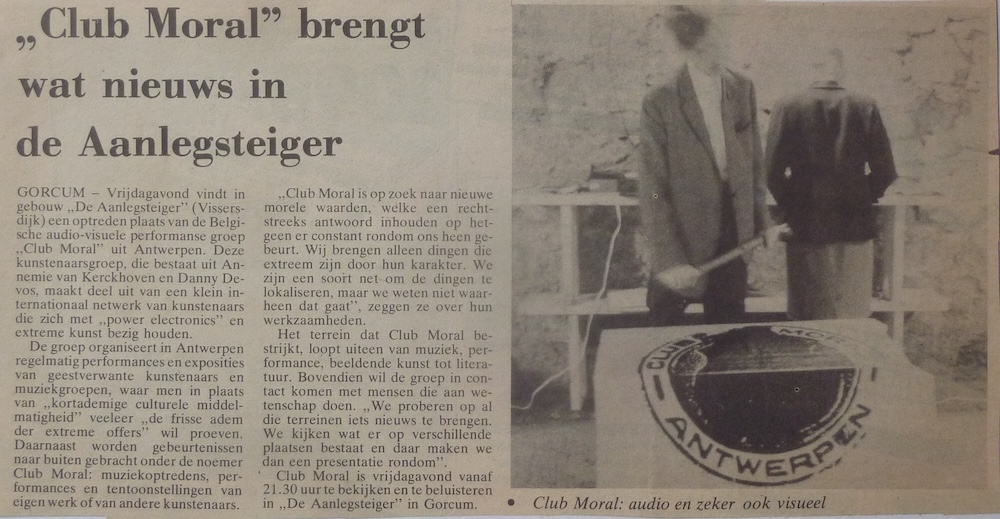 „Club Moral” brengt
wat nieuws in
de Aanlegsteiger
GORCUM – Vrijdagavond vindt in
gebouw „De Aanlegsteiger” (Vissers-
dijk) een optreden plaats van de Belgi-
sche audio-visuele performanse groep
„Club Moral” uit Antwerpen. Deze
kunstenaarsgroep, die bestaat uit An-
nemie van Kerckhoven en Danny De-
vos, maakt deel uit van een klein in-
ternationaal netwerk van kunstenaars
die zich met „power electronics” en
extreme kunst bezig houden.
De groep organiseert in Antwerpen
regelmatig performances en exposities
van geestverwante kunstenaars en
muziekgroepen, waar men in plaats
van „kortademige culturele middel-
matigheid” veeleer „de frisse adem
der extreme offers” wil proeven.
Daarnaast worden gebeurtenissen
naar buiten gebracht onder de noemer
Club Moral: muziekoptredens, per-
formances en tentoonstellingen van
eigen werk of van andere kunstenaars.
„Club Moral is op zoek naar nieuwe
morele waarden, welke een recht-
streeks antwoord inhouden op het-
geen er constant rondom ons heen ge-
beurt. Wij brengen alleen dingen die
extreem zijn door hun karakter. We
zijn een soort net om de dingen te
lokaliseren, maar we weten niet waar-
heen dat gaat”, zeggen ze over hun
werkzaamheden.
Het terrein dat Club Moral be-
strijkt, loopt uiteen van muziek, per-
formance, beeldende kunst tot litera-
tuur. Bovendien wil de groep in con-
tact komen met mensen die aan we-
tenschap doen. „We proberen op al
die terreinen iets nieuws te brengen.
We kijken wat er op verschillende
plaatsen bestaat en daar maken we
dan een presentatie rondom”.
Club Moral is vrijdagavond vanaf
21.30 uur te bekijken en te beluisteren
in „De Aanlegsteiger” in Gorcum.
CLUB MORAL
ANTWERPEN
• Club Moral: audio en zeker ook visueel